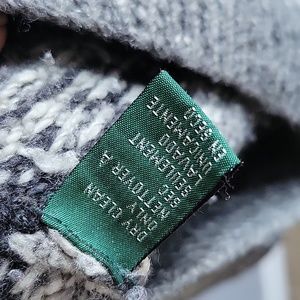 DRY CLEAN
ONLY
NETTOYER A
SEC
SEULEMENT
LAVADO
UNICAMENTE
EN SECO